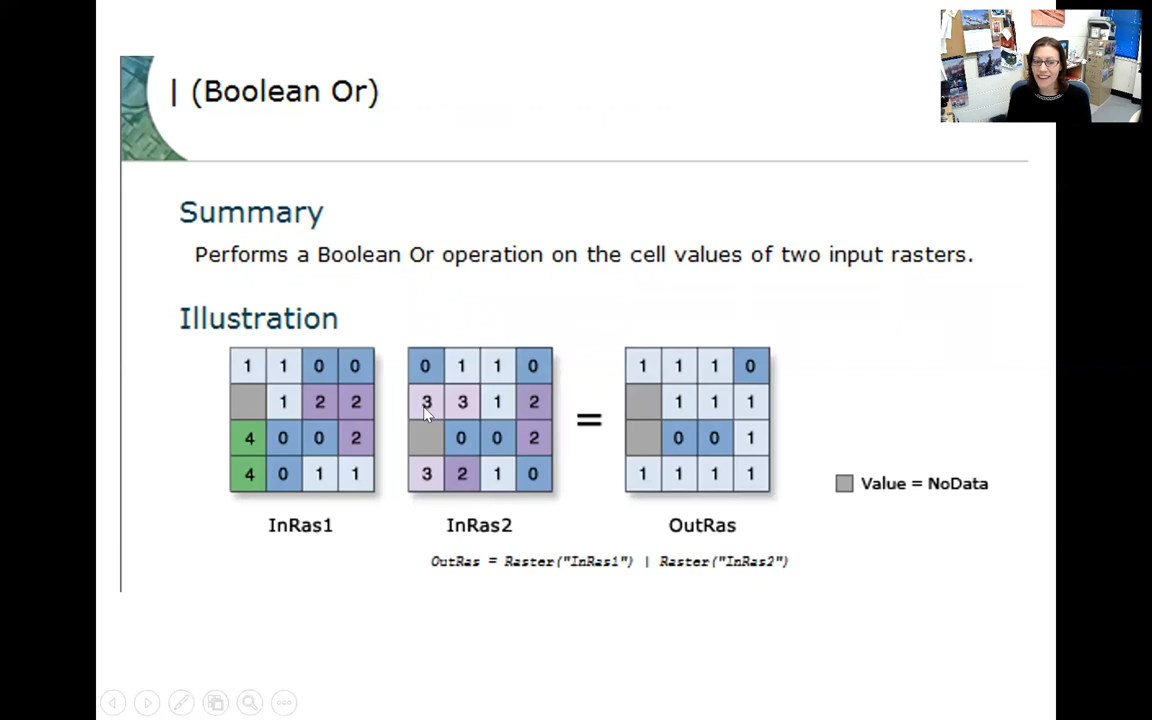 | (Boolean Or)
Summary
Performs a Boolean Or operation on the cell values of two input rasters.
Illustration
1 1 0 0 0 1 1 0 1 1 1 0
1 2 2 3 3 1 2 = 1 1 1
4 0 0 2 0 0 2 0 0 1
4 0 1 1 3 2 1 0 1 1 1 1
Value = NoData
InRas1 InRas2 OutRas
OutRas = Raster("InRas1") | Raster("InRas2")